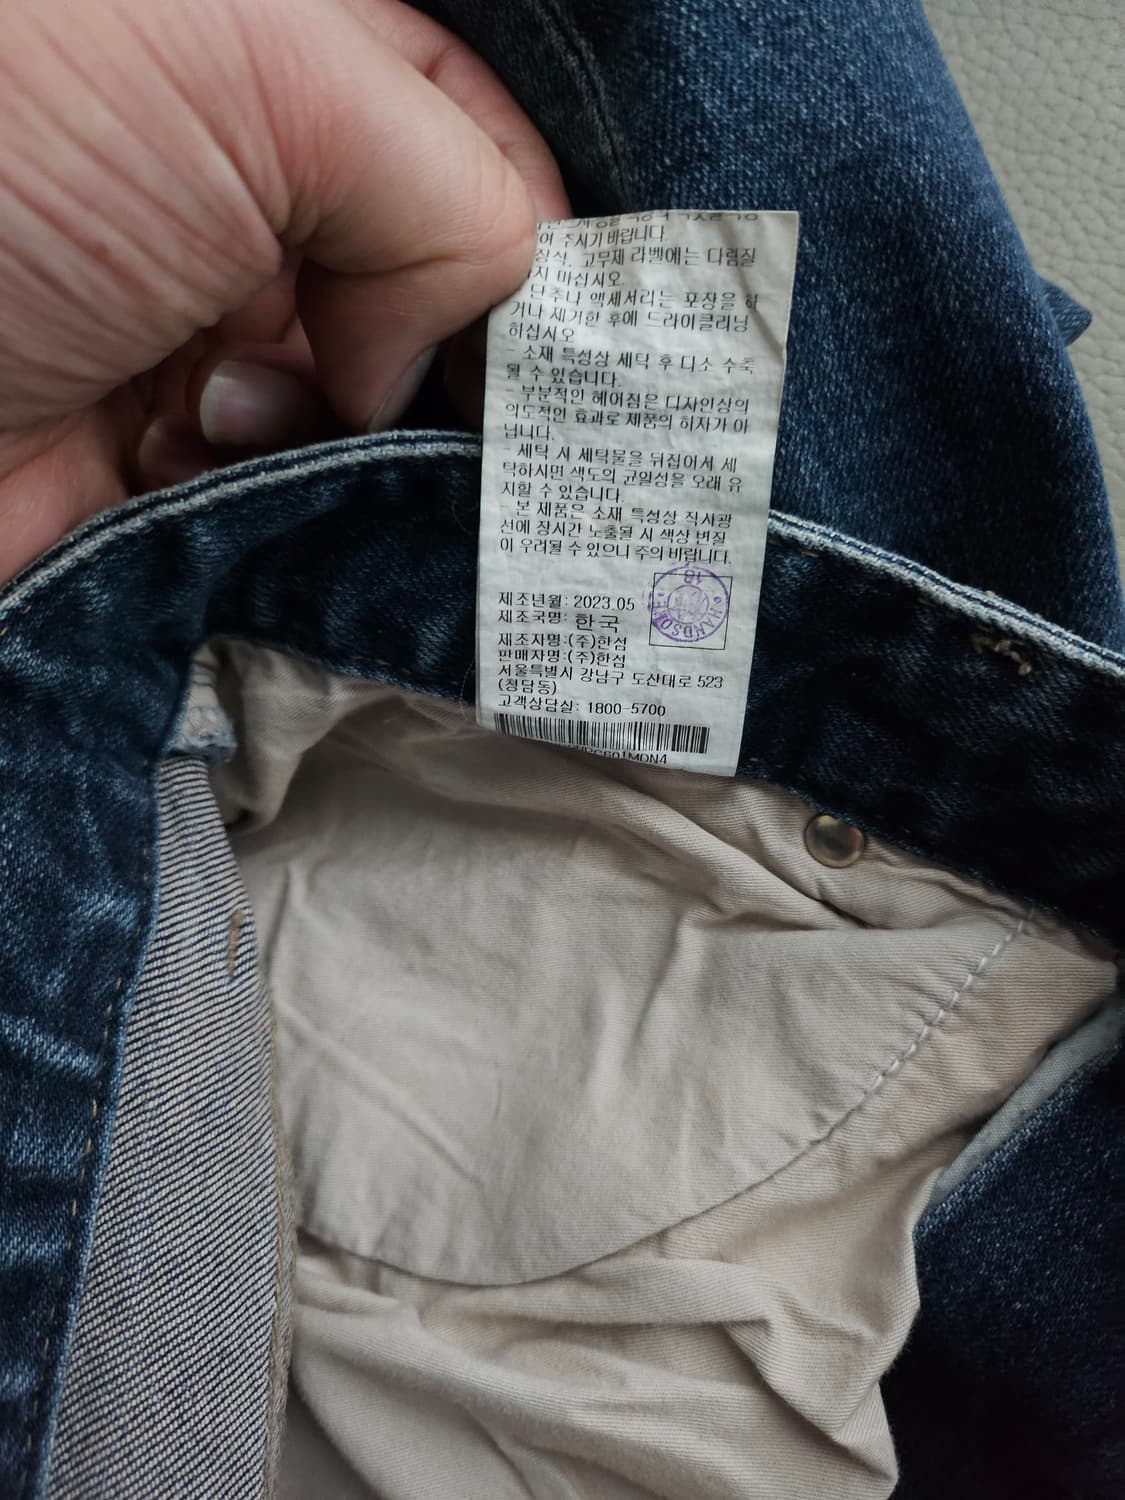 어 주시기 바랍니다
장식, 고무재 라벨에는 다림질
하지 마십시오.
단추나 액세서리는 포장을 하
거나 제거한 후에 드라이클리닝
하십시오
- 소재 특성상 세탁 후 다소 수축
될 수 있습니다.
- 부분적인 헤어짐은 디자인상의
의도적인 효과로 제품의 하자가 아
닙니다.
- 세탁 시 세탁물을 뒤집어서 세
탁하시면 색도의 균일성을 오래 유
지할 수 있습니다.
- 본 제품은 소재 특성상 직사광
선에 장시간 노출될 시 색상 변질
이 우려될 수 있으니 주의 바랍니다.
제조년월: 2023.05
제조국명: 한국
제조자명:(주)한섬
판매자명:(주)한섬
서울특별시 강남구 도산대로 523
(청담동)
고객상담실: 1800-5700